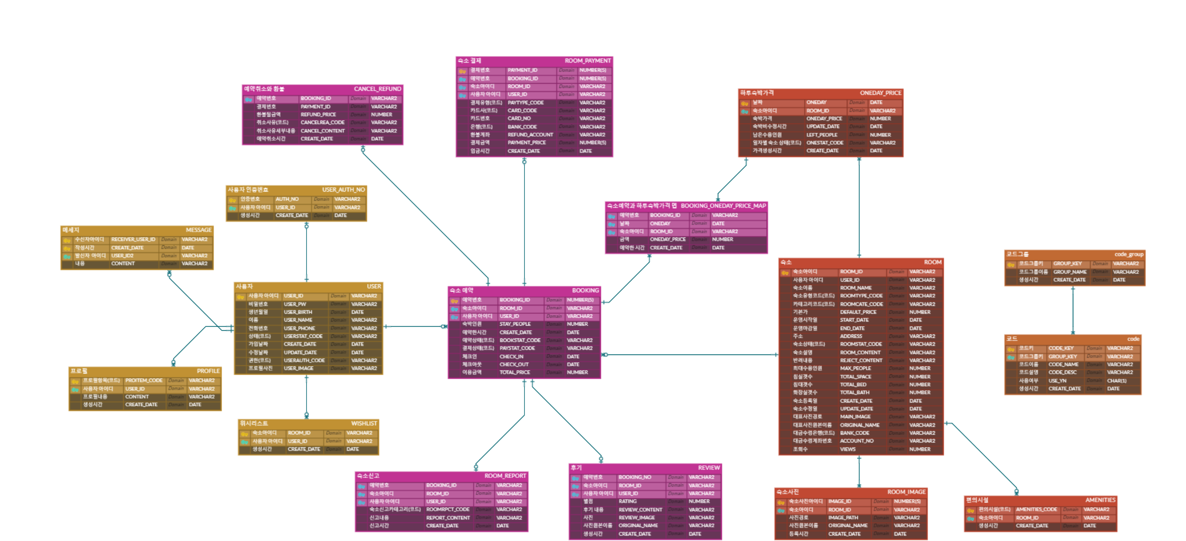 숙소 결제 ROOM_PAYMENT
결제번호 PAYMENT_ID Domain NUMBER(S)
예약번호 BOOKING_ID Domain NUMBER(S)
숙소아이디 ROOM_ID Domain VARCHAR2
사용자 아이디 USER_ID Domain VARCHAR2
결제유형(코드) PAYTYPE_CODE Domain VARCHAR2
카드사(코드) CARD_CODE Domain VARCHAR2
카드번호 CARD_NO Domain VARCHAR2
은행(코드) BANK_CODE Domain VARCHAR2
환불계좌 REFUND_ACCOUNT Domain VARCHAR2
결제금액 PAYMENT_PRICE Domain NUMBER(S)
입금시간 CREATE_DATE Domain DATE
예약취소와 환불 CANCEL_REFUND
예약번호 BOOKING_ID Domain VARCHAR2
결제번호 PAYMENT_ID Domain VARCHAR2
환불할금액 REFUND_PRICE Domain NUMBER
취소사유(코드) CANCELREA_CODE Domain VARCHAR2
취소사유세부내용 CANCEL_CONTENT Domain VARCHAR2
예약취소시간 CREATE_DATE Domain DATE
하루숙박가격 ONEDAY_PRICE
날짜 ONEDAY Domain DATE
숙소아이디 ROOM_ID Domain VARCHAR2
숙박가격 ONEDAY_PRICE Domain NUMBER
숙박비수정시간 UPDATE_DATE Domain DATE
남은수용인원 LEFT_PEOPLE Domain NUMBER
일자별 숙소 상태(코드) ONESTAT_CODE Domain VARCHAR2
가격생성시간 CREATE_DATE Domain DATE
사용자 인증번호 USER_AUTH_NO
인증번호 AUTH_NO Domain VARCHAR2
사용자 아이디 USER_ID Domain VARCHAR2
생성시간 CREATE_DATE Domain DATE
숙소예약과 하루숙박가격 맵 BOOKING_ONEDAY_PRICE_MAP
예약번호 BOOKING_ID Domain VARCHAR2
날짜 ONEDAY Domain DATE
숙소아이디 ROOM_ID Domain VARCHAR2
금액 ONEDAY_PRICE Domain NUMBER
예약한 시간 CREATE_DATE Domain DATE
메세지 MESSAGE
수신자아이디 RECEIVER_USER_ID Domain VARCHAR2
작성시간 CREATE_DATE Domain DATE
발신자 아이디 USER_ID2 Domain VARCHAR2
내용 CONTENT Domain VARCHAR2
코드그룹 code_group
코드그룹키 GROUP_KEY Domain VARCHAR2
코드그룹이름 GROUP_NAME Domain VARCHAR2
생성시간 CREATE_DATE Domain DATE
숙소 ROOM
숙소아이디 ROOM_ID Domain VARCHAR2
사용자 아이디 USER_ID Domain VARCHAR2
숙소이름 ROOM_NAME Domain VARCHAR2
숙소유형코드(코드) ROOMTYPE_CODE Domain VARCHAR2
카테고리코드(코드) ROOMCATE_CODE Domain VARCHAR2
기본가 DEFAULT_PRICE Domain NUMBER
운영시작일 START_DATE Domain DATE
운영마감일 END_DATE Domain DATE
주소 ADDRESS Domain VARCHAR2
숙소상태(코드) ROOMSTAT_CODE Domain VARCHAR2
숙소설명 ROOM_CONTENT Domain VARCHAR2
반려내용 REJECT_CONTENT Domain VARCHAR2
최대수용인원 MAX_PEOPLE Domain NUMBER
침실갯수 TOTAL_SPACE Domain NUMBER
침대갯수 TOTAL_BED Domain NUMBER
화장실갯수 TOTAL_BATH Domain NUMBER
숙소등록일 CREATE_DATE Domain DATE
숙소수정일 UPDATE_DATE Domain DATE
대표사진경로 MAIN_IMAGE Domain VARCHAR2
대표사진원본이름 ORIGINAL_NAME Domain VARCHAR2
대금수령은행(코드) BANK_CODE Domain VARCHAR2
대금수령계좌번호 ACCOUNT_NO Domain VARCHAR2
조회수 VIEWS Domain NUMBER
사용자 USER
사용자 아이디 USER_ID Domain VARCHAR2
비밀번호 USER_PW Domain VARCHAR2
생년월일 USER_BIRTH Domain DATE
이름 USER_NAME Domain VARCHAR2
전화번호 USER_PHONE Domain VARCHAR2
상태(코드) USERSTAT_CODE Domain VARCHAR2
가입날짜 CREATE_DATE Domain DATE
수정날짜 UPDATE_DATE Domain DATE
권한(코드) USERAUTH_CODE Domain VARCHAR2
프로필사진 USER_IMAGE Domain VARCHAR2
숙소 예약 BOOKING
예약번호 BOOKING_ID Domain NUMBER(S)
숙소아이디 ROOM_ID Domain VARCHAR2
사용자 아이디 USER_ID Domain VARCHAR2
숙박인원 STAY_PEOPLE Domain NUMBER
예약한시간 CREATE_DATE Domain DATE
예약상태(코드) BOOKSTAT_CODE Domain VARCHAR2
결제상태(코드) PAYSTAT_CODE Domain VARCHAR2
체크인 CHECK_IN Domain DATE
체크아웃 CHECK_OUT Domain DATE
이용금액 TOTAL_PRICE Domain NUMBER
코드 code
코드키 CODE_KEY Domain VARCHAR2
코드그룹키 GROUP_KEY Domain VARCHAR2
코드이름 CODE_NAME Domain VARCHAR2
코드설명 CODE_DESC Domain VARCHAR2
사용여부 USE_YN Domain CHAR(S)
생성시간 CREATE_DATE Domain DATE
프로필 PROFILE
프로필항목(코드) PROITEM_CODE Domain VARCHAR2
사용자 아이디 USER_ID Domain VARCHAR2
프로필내용 CONTENT Domain VARCHAR2
생성시간 CREATE_DATE Domain DATE
위시리스트 WISHLIST
숙소아이디 ROOM_ID Domain VARCHAR2
사용자 아이디 USER_ID Domain VARCHAR2
생성시간 CREATE_DATE Domain DATE
숙소신고 ROOM_REPORT
예약번호 BOOKING_ID Domain VARCHAR2
숙소아이디 ROOM_ID Domain VARCHAR2
사용자 아이디 USER_ID Domain VARCHAR2
숙소신고카테고리(코드) ROOMRPCT_CODE Domain VARCHAR2
신고내용 REPORT_CONTENT Domain VARCHAR2
신고시간 CREATE_DATE Domain DATE
후기 REVIEW
예약번호 BOOKING_NO Domain VARCHAR2
숙소아이디 ROOM_ID Domain VARCHAR2
사용자 아이디 USER_ID Domain VARCHAR2
별점 RATING Domain NUMBER
후기 내용 REVIEW_CONTENT Domain VARCHAR2
사진 REVIEW_IMAGE Domain VARCHAR2
사진원본이름 ORIGINAL_NAME Domain VARCHAR2
생성시간 CREATE_DATE Domain DATE
숙소사진 ROOM_IMAGE
숙소사진아이디 IMAGE_ID Domain NUMBER(S)
숙소아이디 ROOM_ID Domain VARCHAR2
사진경로 IMAGE_PATH Domain VARCHAR2
사진원본이름 ORIGINAL_NAME Domain VARCHAR2
등록시간 CREATE_DATE Domain DATE
편의시설 AMENITIES
편의시설(코드) AMENITIES_CODE Domain VARCHAR2
숙소아이디 ROOM_ID Domain VARCHAR2
생성시간 CREATE_DATE Domain DATE